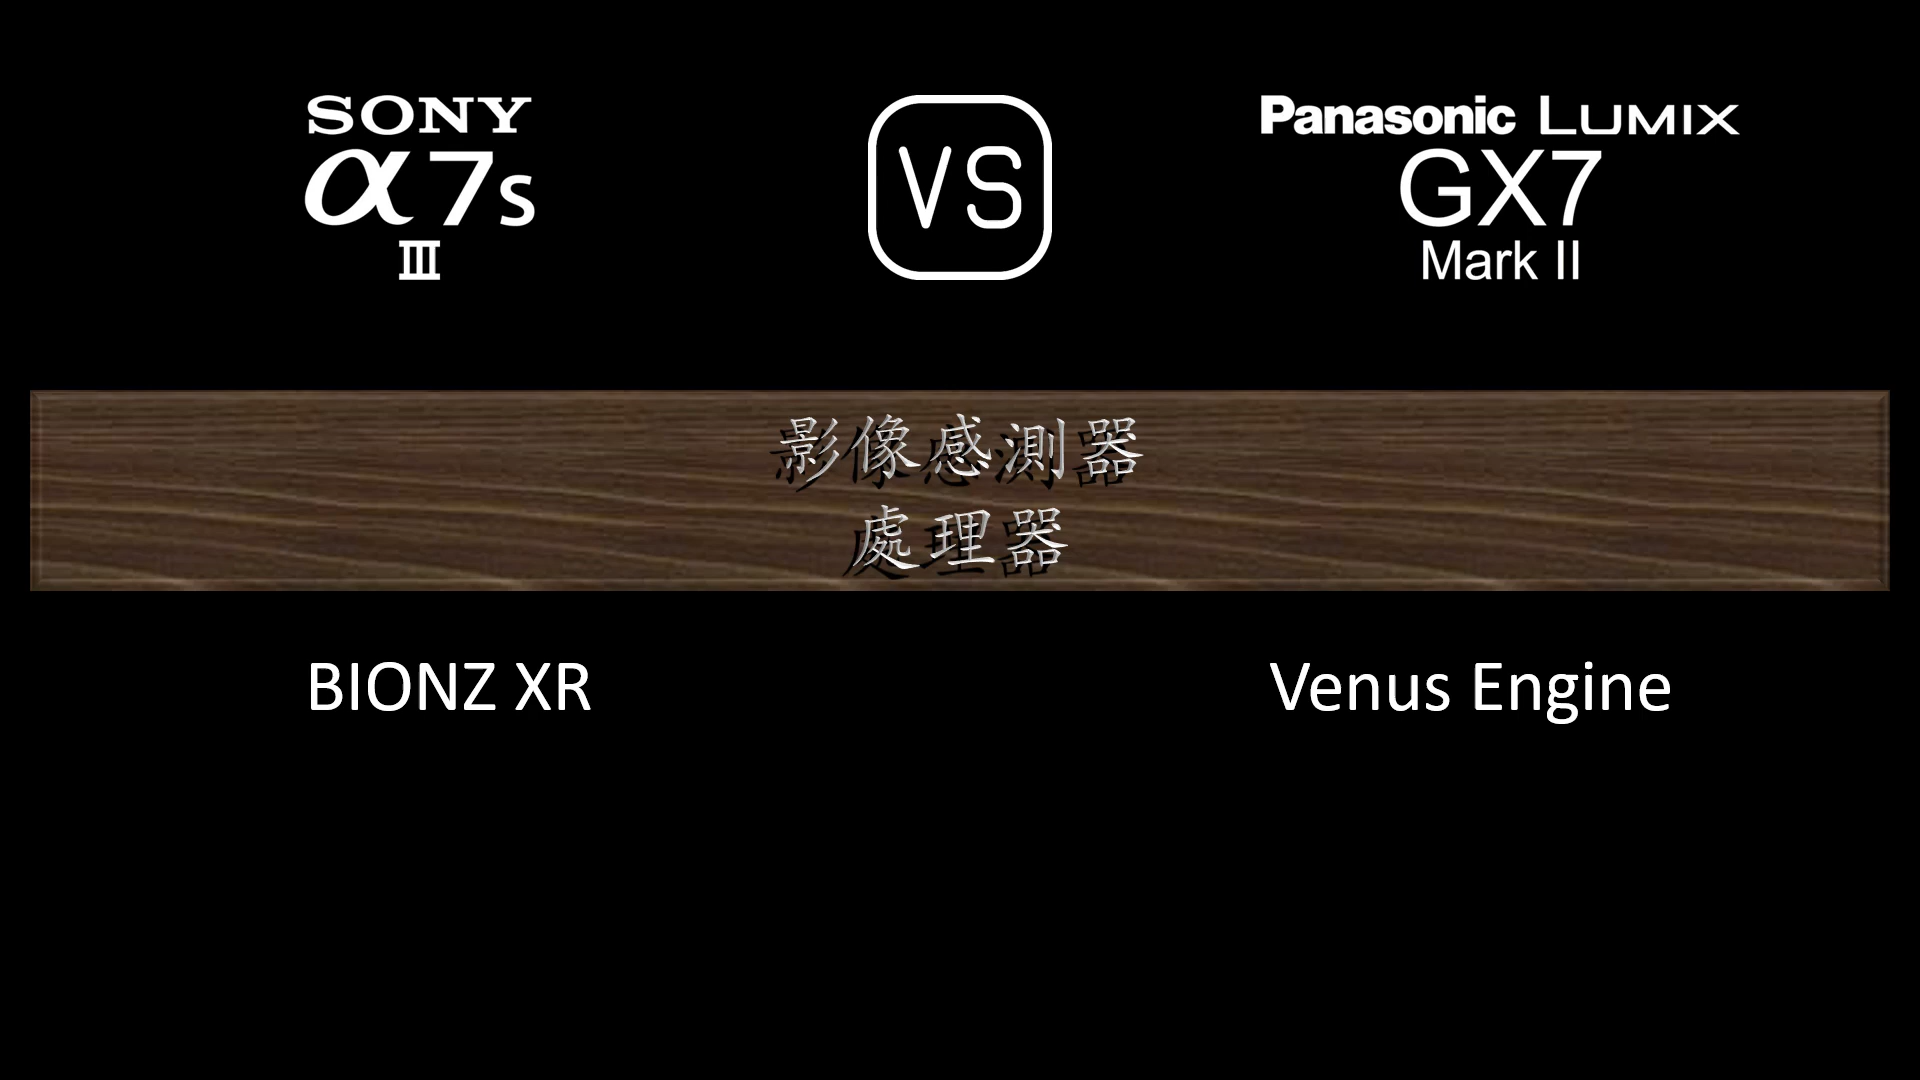 SONY
α7s
III
VS
Panasonic LUMIX
GX7
Mark II
影像感測器
處理器
BIONZ XR
Venus Engine